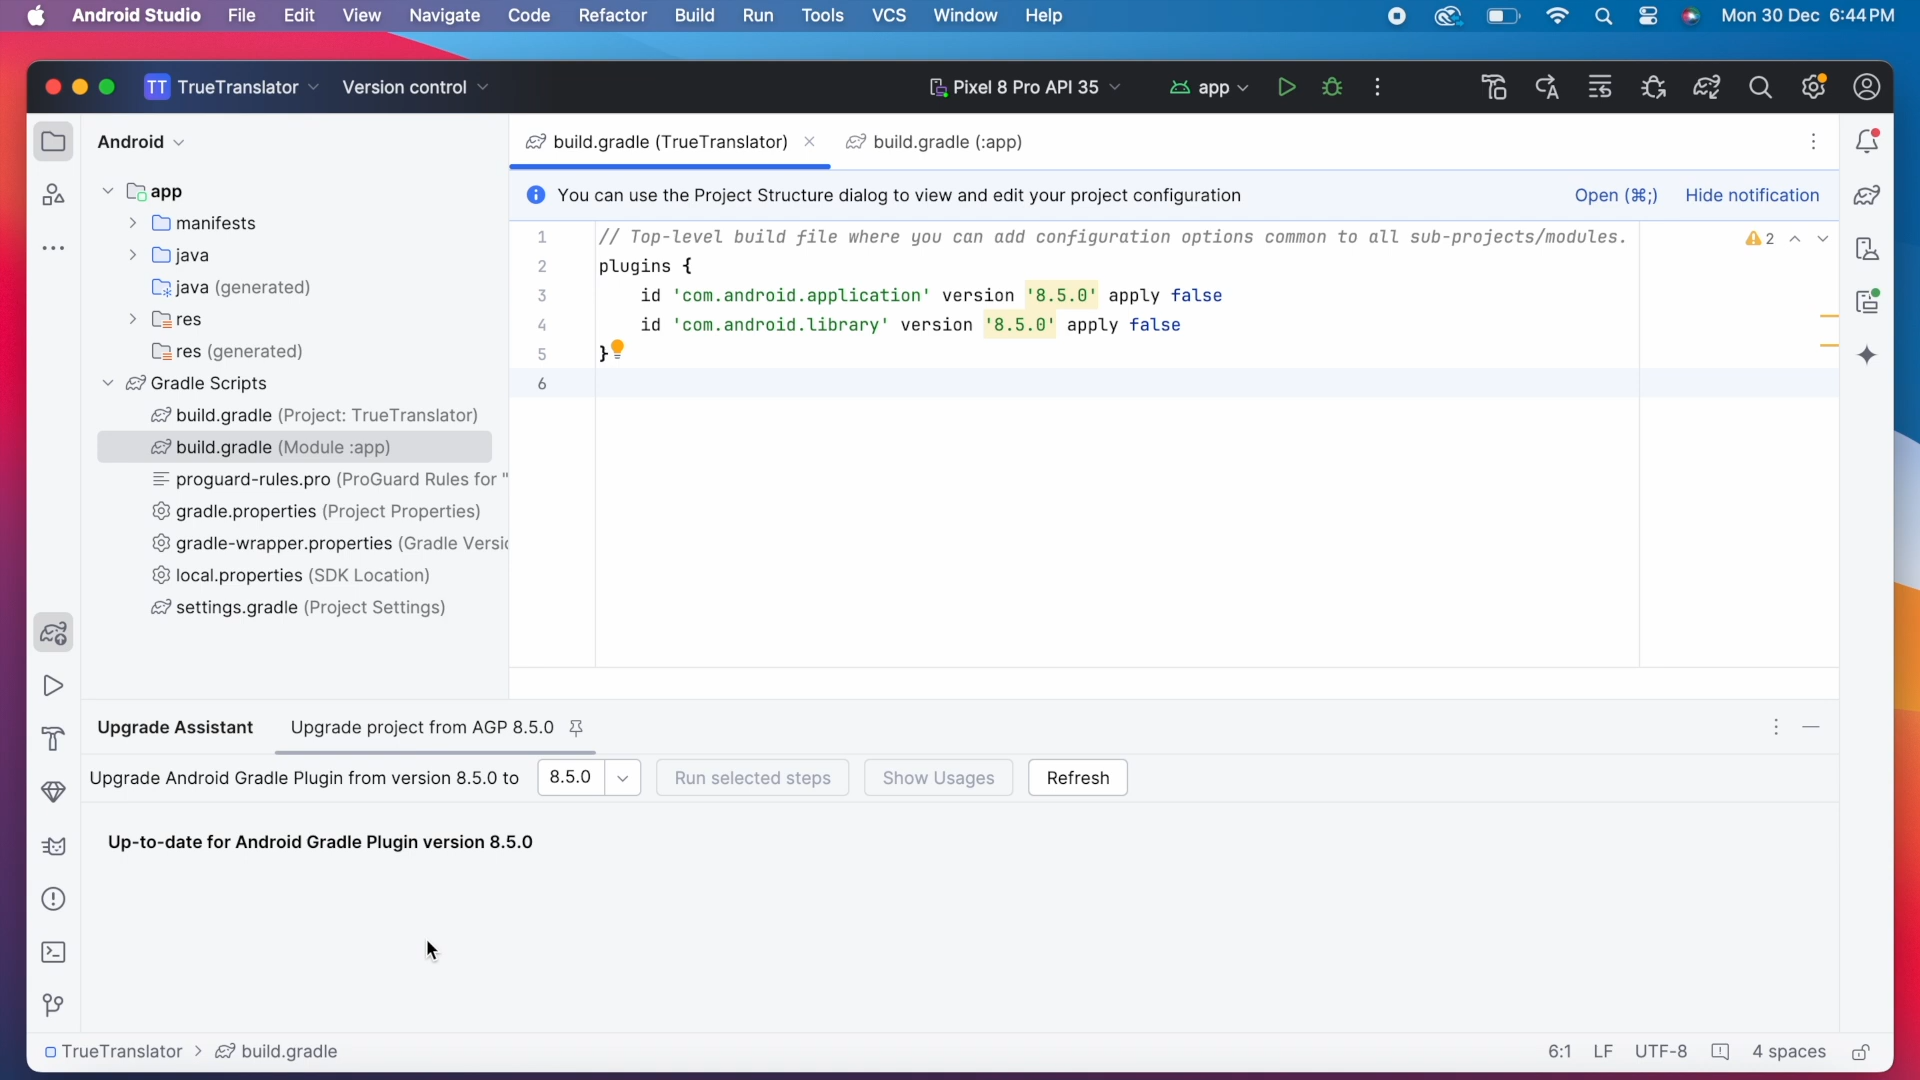 Android Studio File Edit View Navigate Code Refactor Build Run Tools VCS Window Help Mon 30 Dec 6:44 PM
TT TrueTranslator Version control Pixel 8 Pro API 35 app
Android
build.gradle (TrueTranslator) build.gradle (:app)
You can use the Project Structure dialog to view and edit your project configuration Open (⌘;) Hide notification
app
manifests
java
java (generated)
res
res (generated)
Gradle Scripts
build.gradle (Project: TrueTranslator)
build.gradle (Module :app)
proguard-rules.pro (ProGuard Rules for "
gradle.properties (Project Properties)
gradle-wrapper.properties (Gradle Versic
local.properties (SDK Location)
settings.gradle (Project Settings)
1 // Top-level build file where you can add configuration options common to all sub-projects/modules. 2
2 plugins {
3 id 'com.android.application' version '8.5.0' apply false
4 id 'com.android.library' version '8.5.0' apply false
5 }
6
Upgrade Assistant Upgrade project from AGP 8.5.0
Upgrade Android Gradle Plugin from version 8.5.0 to 8.5.0 Run selected steps Show Usages Refresh
Up-to-date for Android Gradle Plugin version 8.5.0
TrueTranslator > build.gradle 6:1 LF UTF-8 4 spaces